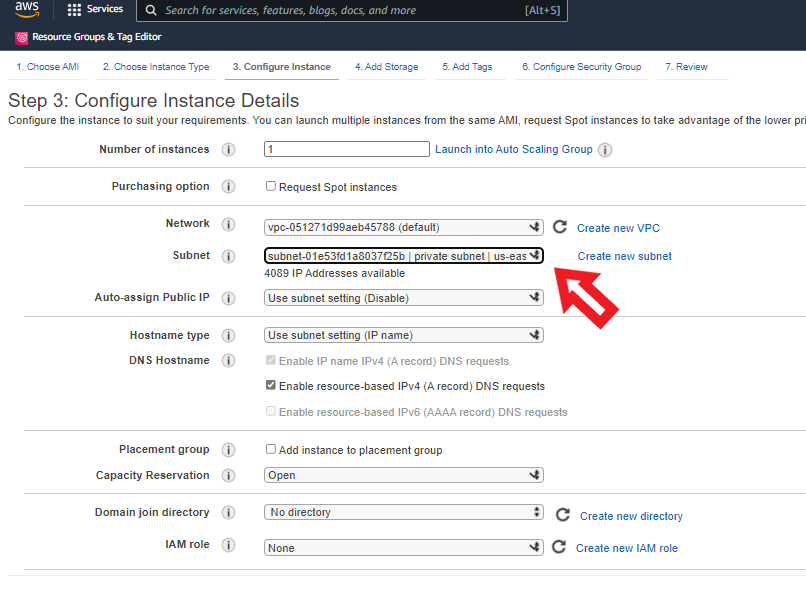 aws
Services
Search for services, features, blogs, docs, and more
[Alt+S]
Resource Groups & Tag Editor
1. Choose AMI 2. Choose Instance Type 3. Configure Instance 4. Add Storage 5. Add Tags 6. Configure Security Group 7. Review
Step 3: Configure Instance Details
Configure the instance to suit your requirements. You can launch multiple instances from the same AMI, request Spot instances to take advantage of the lower pri
Number of instances 1 Launch into Auto Scaling Group
Purchasing option Request Spot instances
Network vpc-051271d99aeb45788 (default) Create new VPC
Subnet subnet-01e53fd1a8037f25b | private subnet | us-eas Create new subnet
4089 IP Addresses available
Auto-assign Public IP Use subnet setting (Disable)
Hostname type Use subnet setting (IP name)
DNS Hostname Enable IP name IPv4 (A record) DNS requests
Enable resource-based IPv4 (A record) DNS requests
Enable resource-based IPv6 (AAAA record) DNS requests
Placement group Add instance to placement group
Capacity Reservation Open
Domain join directory No directory Create new directory
IAM role None Create new IAM role